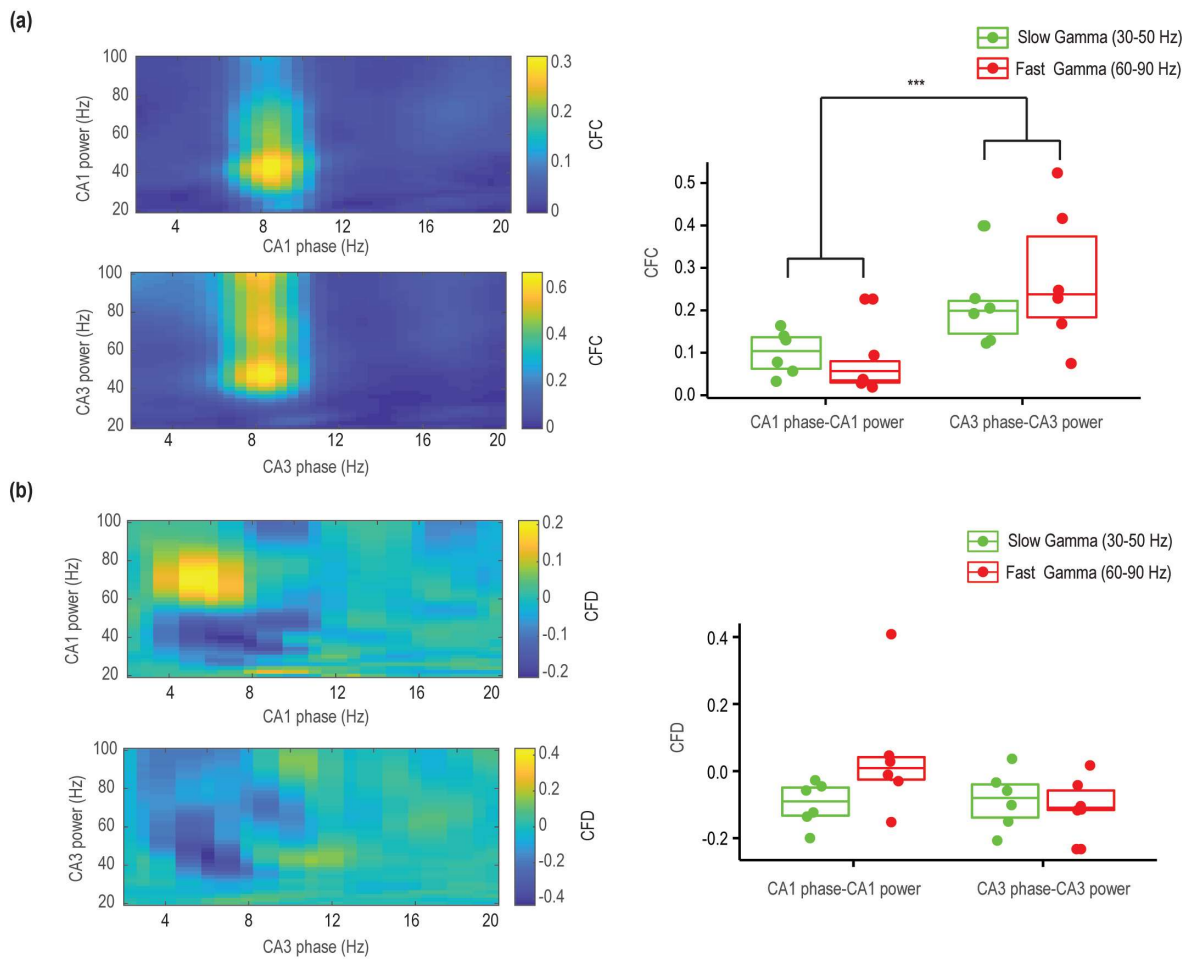 (a)
100
80
60
40
20
CA1 power (Hz)
4
8
12
16
20
CA1 phase (Hz)
0.3
0.2
0.1
0
CFC
100
80
60
40
20
CA3 power (Hz)
4
8
12
16
20
CA3 phase (Hz)
0.6
0.4
0.2
0
CFC
Slow Gamma (30-50 Hz)
Fast Gamma (60-90 Hz)
***
0.5
0.4
0.3
0.2
0.1
0.0
CFC
CA1 phase-CA1 power
CA3 phase-CA3 power
(b)
100
80
60
40
20
CA1 power (Hz)
4
8
12
16
20
CA1 phase (Hz)
0.2
0.1
0
-0.1
-0.2
CFD
100
80
60
40
20
CA3 power (Hz)
4
8
12
16
20
CA3 phase (Hz)
0.4
0.2
0
-0.2
-0.4
CFD
Slow Gamma (30-50 Hz)
Fast Gamma (60-90 Hz)
0.4
0.2
0.0
-0.2
CFD
CA1 phase-CA1 power
CA3 phase-CA3 power